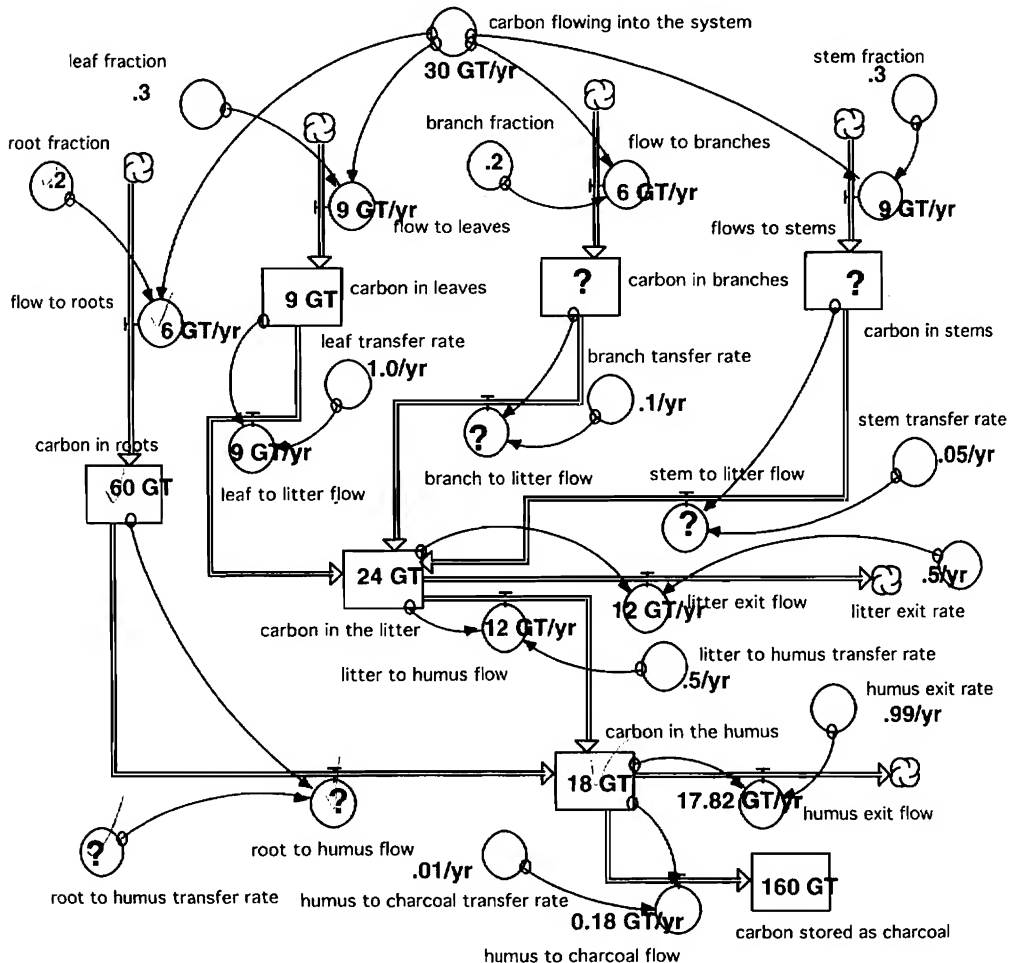 carbon flowing into the system
30 GT/yr
leaf fraction
.3
stem fraction
.3
root fraction
.2
branch fraction
.2
flow to branches
6 GT/yr
9 GT/yr
flow to leaves
flows to stems
9 GT/yr
flow to roots
6 GT/yr
9 GT
carbon in leaves
?
carbon in branches
?
carbon in stems
leaf transfer rate
1.0/yr
branch tansfer rate
.1/yr
stem transfer rate
.05/yr
carbon in roots
60 GT
9 GT/yr
leaf to litter flow
?
branch to litter flow
stem to litter flow
?
24 GT
carbon in the litter
12 GT/yr
litter exit flow
.5/yr
litter exit rate
12 GT/yr
litter to humus flow
litter to humus transfer rate
.5/yr
humus exit rate
.99/yr
carbon in the humus
18 GT
17.82 GT/yr
humus exit flow
?
root to humus flow
?
root to humus transfer rate
.01/yr
humus to charcoal transfer rate
0.18 GT/yr
humus to charcoal flow
160 GT
carbon stored as charcoal